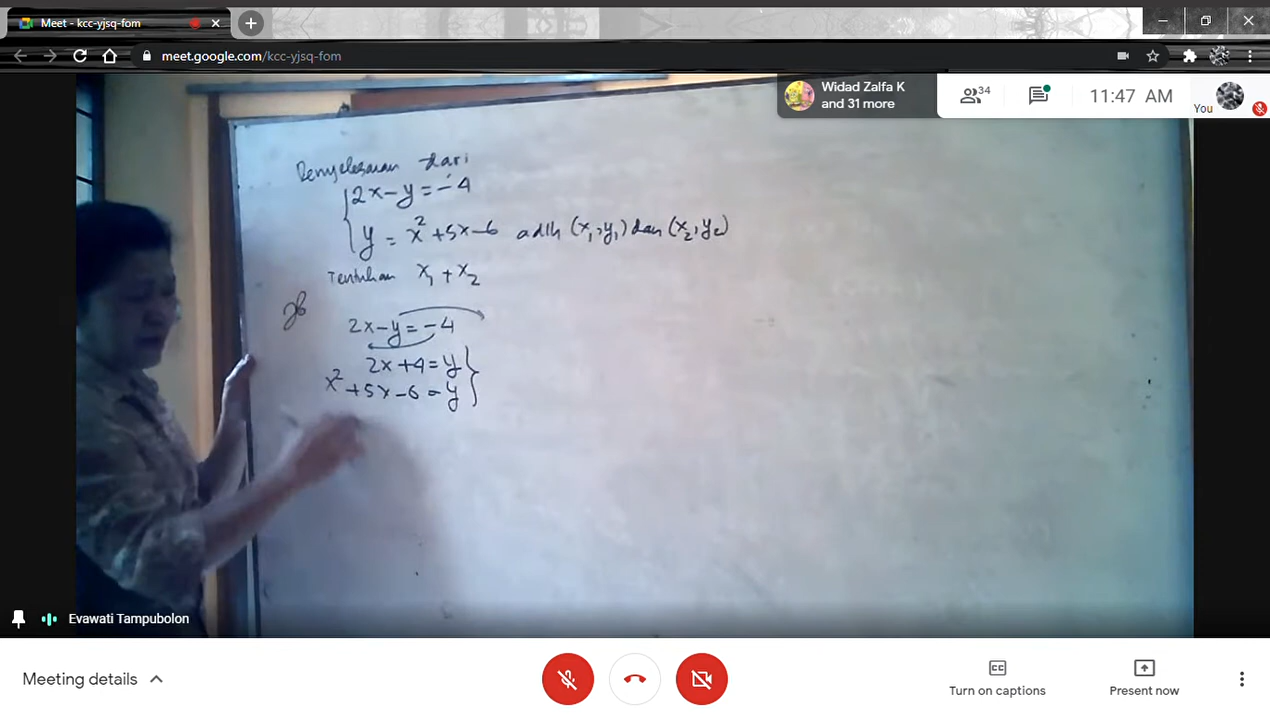 Meet - kcc-yjsq-fom
meet.google.com/kcc-yjsq-fom
Widad Zalfa K
and 31 more
34
11:47 AM
You
Penyelesaian dari
2x - y = -4
y = x² + 5x - 6 adlh (x₁, y₁) dan (x₂, y₂)
Tentukan x₁ + x₂
Jb
2x - y = -4
2x + 4 = y
x² + 5x - 6 = y
Evawati Tampubolon
Meeting details
Turn on captions
Present now